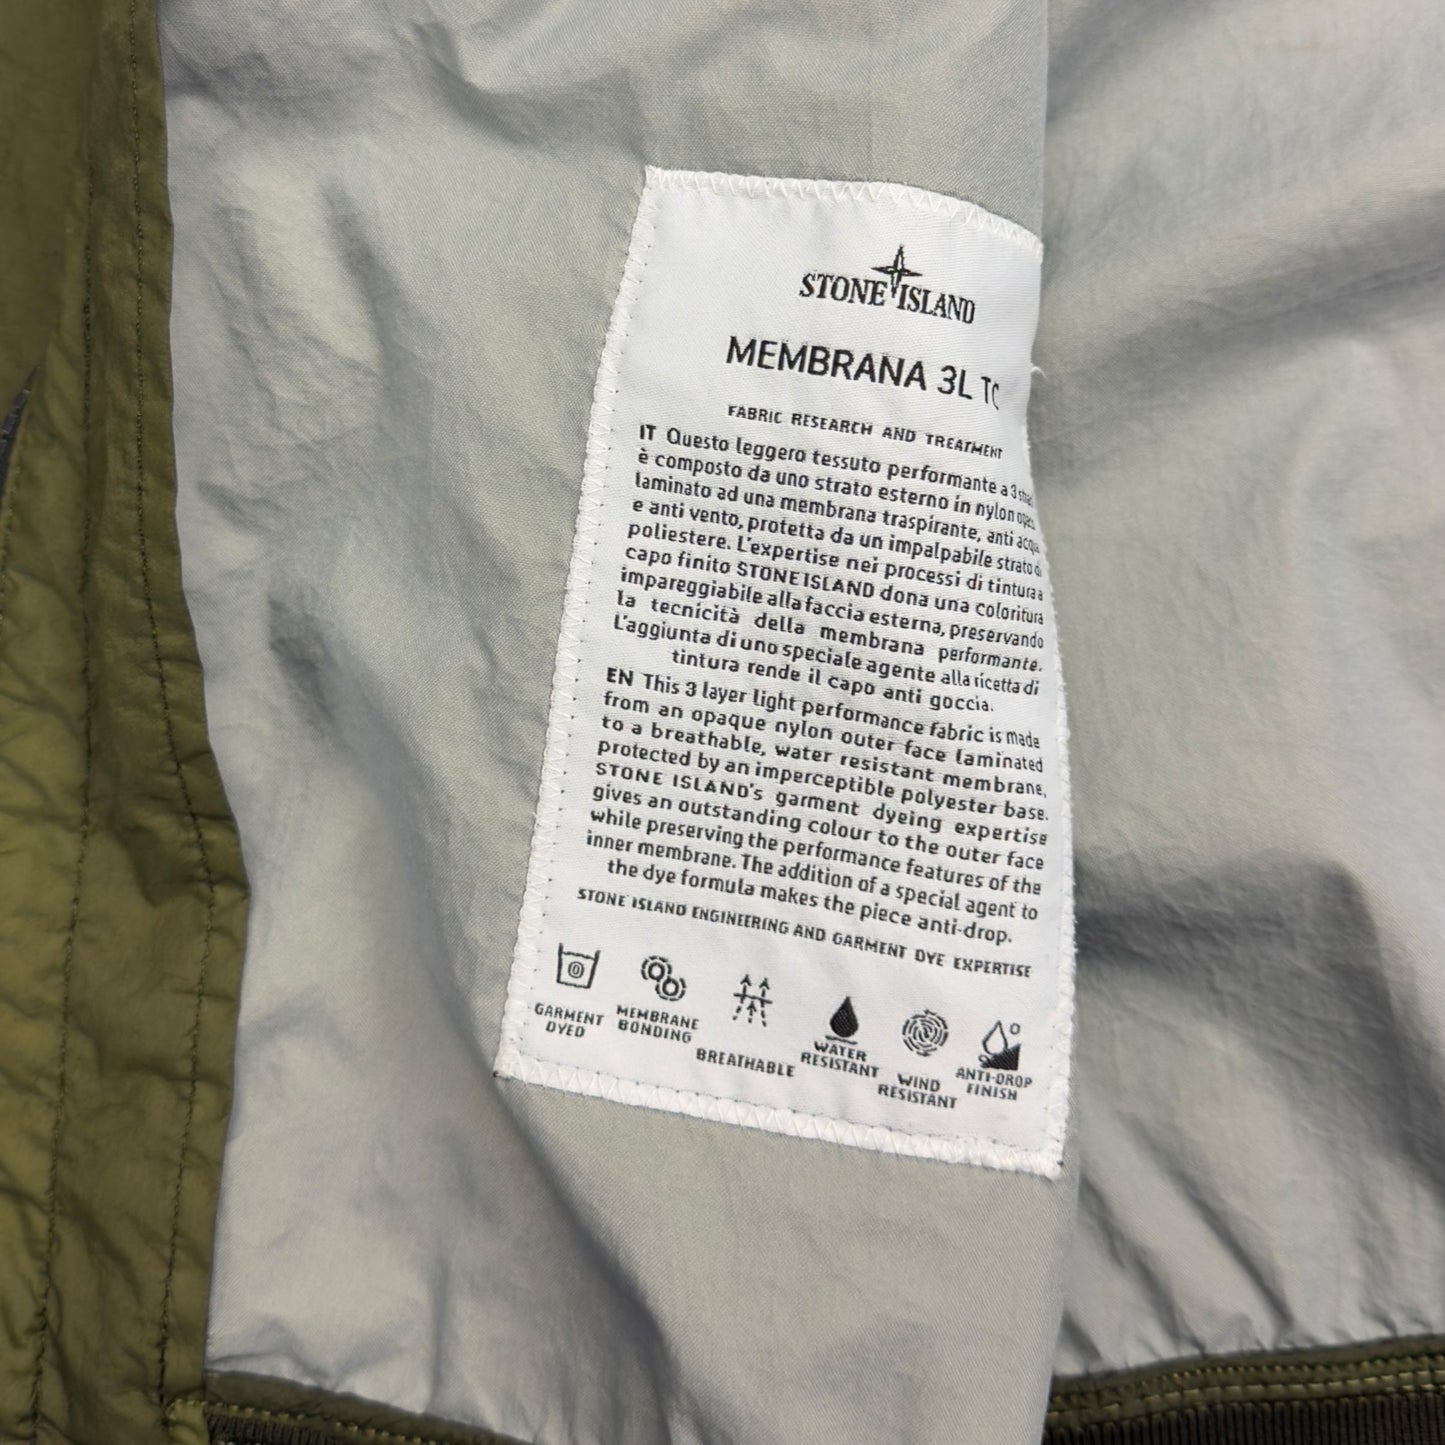 STONE ISLAND
MEMBRANA 3L TC
FABRIC RESEARCH AND TREATMENT
IT Questo leggero tessuto performante a 3
è composto da uno strato esterno in nylon
laminato ad una membrana traspirante, anti
e anti vento, protetta da un impalpabile strato
poliestere. L'expertise nei processi di tintura a
capo finito STONE ISLAND dona una coloritura
impareggiabile alla faccia esterna, preservando
la tecnicità della membrana performante.
L'aggiunta di uno speciale agente alla ricetta di
tintura rende il capo anti goccia.
EN This 3 layer light performance fabric is made
from an opaque nylon outer face laminated
to a breathable, water resistant membrane,
protected by an imperceptible polyester base.
STONE ISLAND's garment dyeing expertise
gives an outstanding colour to the outer face
while preserving the performance features of the
inner membrane. The addition of a special agent to
the dye formula makes the piece anti-drop.
STONE ISLAND ENGINEERING AND GARMENT DYE EXPERTISE
GARMENT
DYED
MEMBRANE
BONDING
BREATHABLE
WATER
RESISTANT
WIND
RESISTANT
ANTI-DROP
FINISH